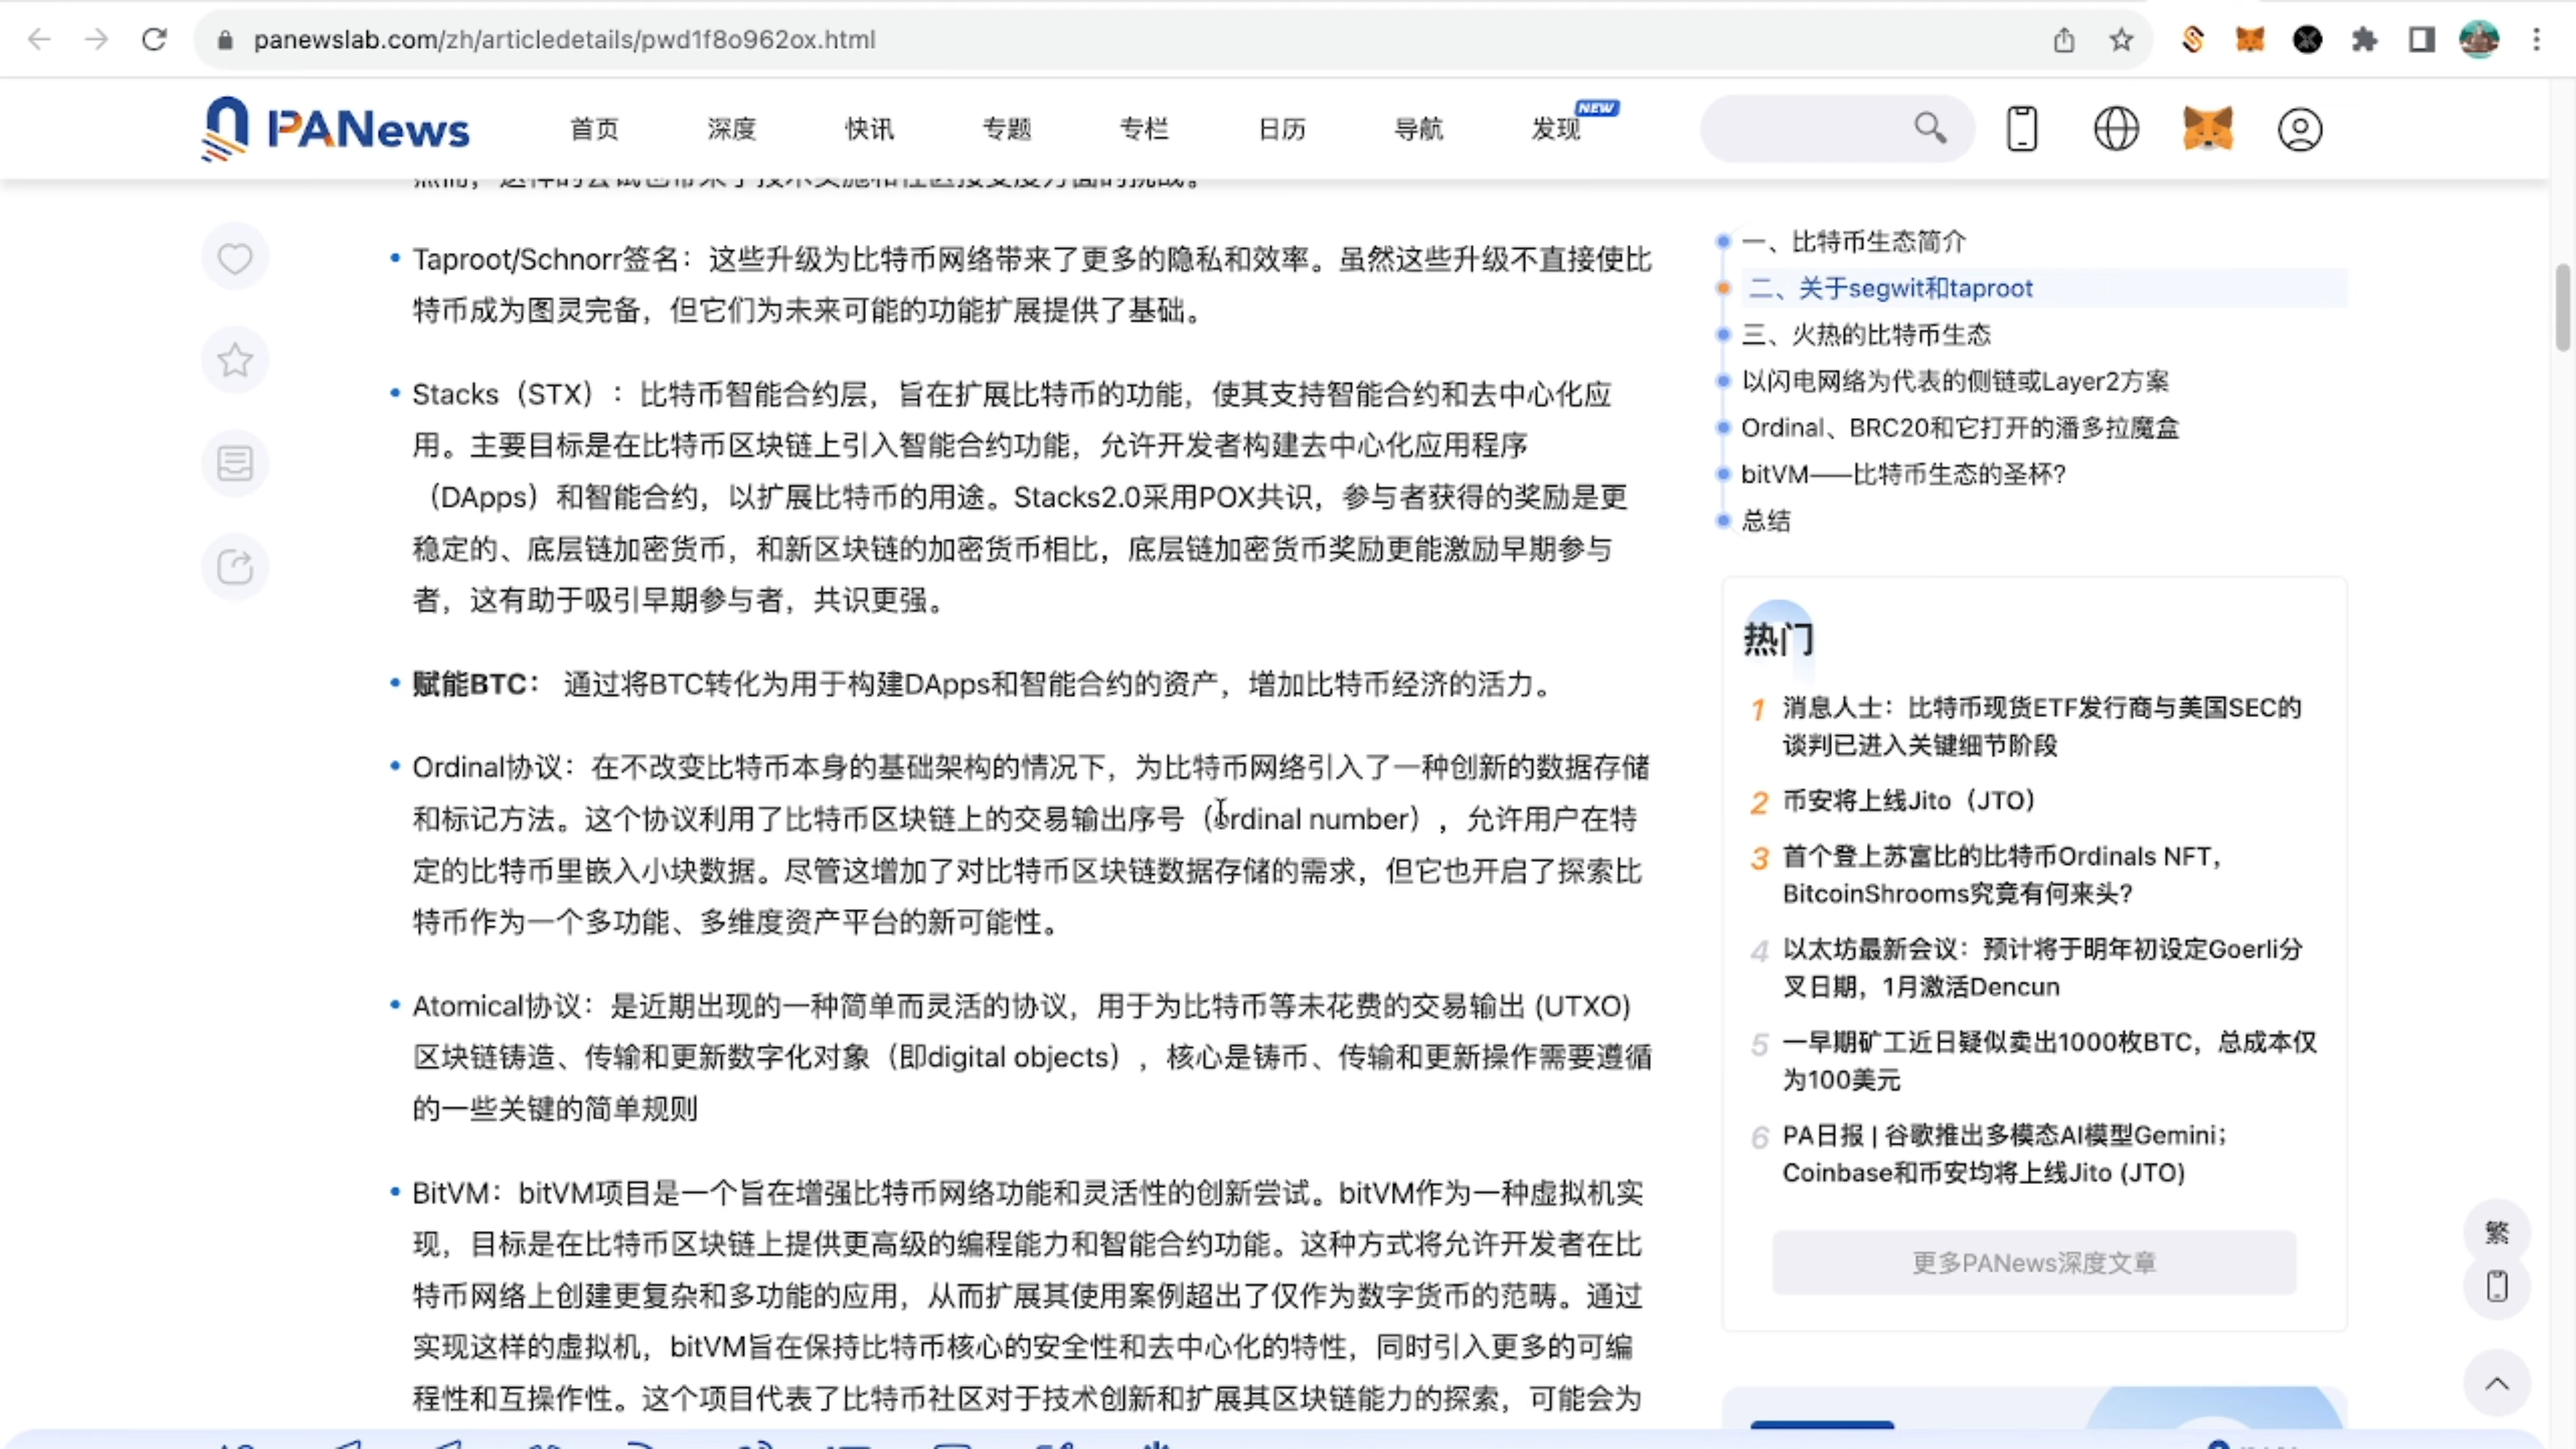 panewslab.com/zh/articledetails/pwd1f8o962ox.html
PANews
首页
深度
快讯
专题
专栏
日历
导航
发现
NEW
Taproot/Schnorr签名：这些升级为比特币网络带来了更多的隐私和效率。虽然这些升级不直接使比
特币成为图灵完备，但它们为未来可能的功能扩展提供了基础。
Stacks（STX）：比特币智能合约层，旨在扩展比特币的功能，使其支持智能合约和去中心化应
用。主要目标是在比特币区块链上引入智能合约功能，允许开发者构建去中心化应用程序
（DApps）和智能合约，以扩展比特币的用途。Stacks2.0采用POX共识，参与者获得的奖励是更
稳定的、底层链加密货币，和新区块链的加密货币相比，底层链加密货币奖励更能激励早期参与
者，这有助于吸引早期参与者，共识更强。
赋能BTC： 通过将BTC转化为用于构建DApps和智能合约的资产，增加比特币经济的活力。
Ordinal协议：在不改变比特币本身的基础架构的情况下，为比特币网络引入了一种创新的数据存储
和标记方法。这个协议利用了比特币区块链上的交易输出序号（ordinal number），允许用户在特
定的比特币里嵌入小块数据。尽管这增加了对比特币区块链数据存储的需求，但它也开启了探索比
特币作为一个多功能、多维度资产平台的新可能性。
Atomical协议：是近期出现的一种简单而灵活的协议，用于为比特币等未花费的交易输出 (UTXO)
区块链铸造、传输和更新数字化对象（即digital objects），核心是铸币、传输和更新操作需要遵循
的一些关键的简单规则
BitVM：bitVM项目是一个旨在增强比特币网络功能和灵活性的创新尝试。bitVM作为一种虚拟机实
现，目标是在比特币区块链上提供更高级的编程能力和智能合约功能。这种方式将允许开发者在比
特币网络上创建更复杂和多功能的应用，从而扩展其使用案例超出了仅作为数字货币的范畴。通过
实现这样的虚拟机，bitVM旨在保持比特币核心的安全性和去中心化的特性，同时引入更多的可编
程性和互操作性。这个项目代表了比特币社区对于技术创新和扩展其区块链能力的探索，可能会为
一、比特币生态简介
二、关于segwit和taproot
三、火热的比特币生态
以闪电网络为代表的侧链或Layer2方案
Ordinal、BRC20和它打开的潘多拉魔盒
bitVM——比特币生态的圣杯？
总结
热门
1 消息人士：比特币现货ETF发行商与美国SEC的
谈判已进入关键细节阶段
2 币安将上线Jito（JTO）
3 首个登上苏富比的比特币Ordinals NFT，
BitcoinShrooms究竟有何来头？
4 以太坊最新会议：预计将于明年初设定Goerli分
叉日期，1月激活Dencun
5 一早期矿工近日疑似卖出1000枚BTC，总成本仅
为100美元
6 PA日报 | 谷歌推出多模态AI模型Gemini；
Coinbase和币安均将上线Jito (JTO)
更多PANews深度文章
繁